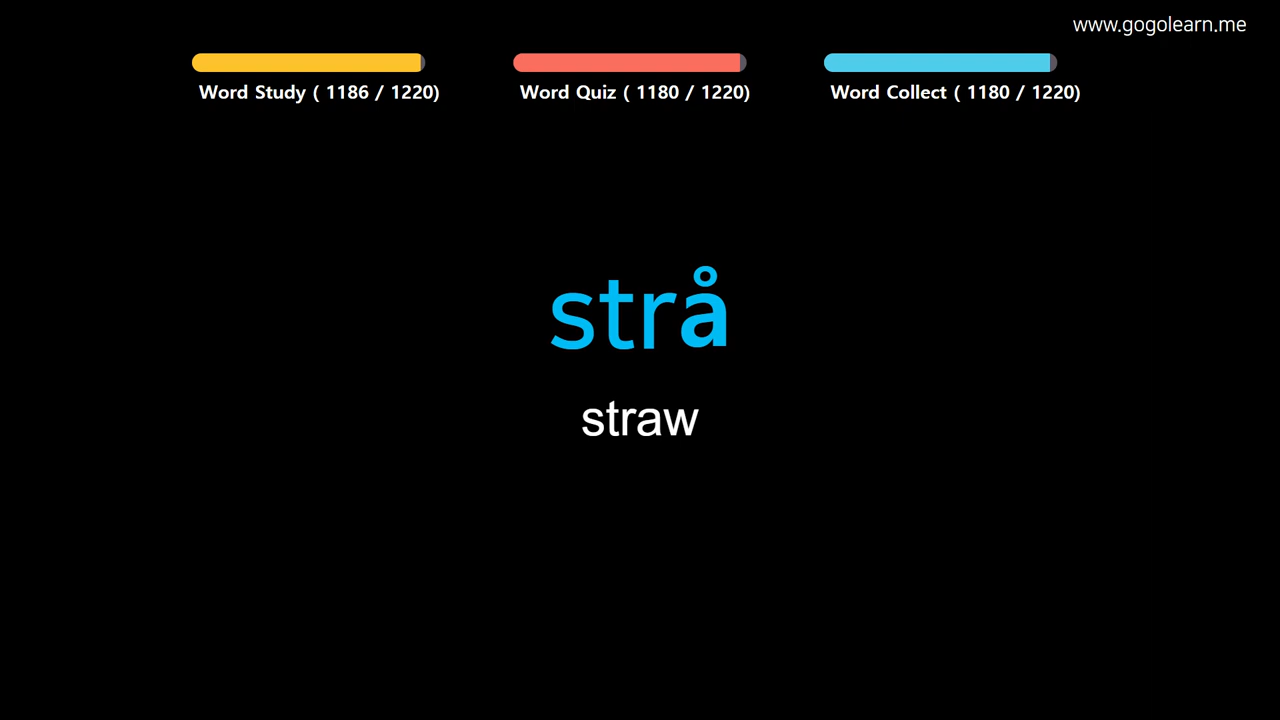 www.gogolearn.me
Word Study ( 1186 / 1220)
Word Quiz ( 1180 / 1220)
Word Collect ( 1180 / 1220)
strå
straw